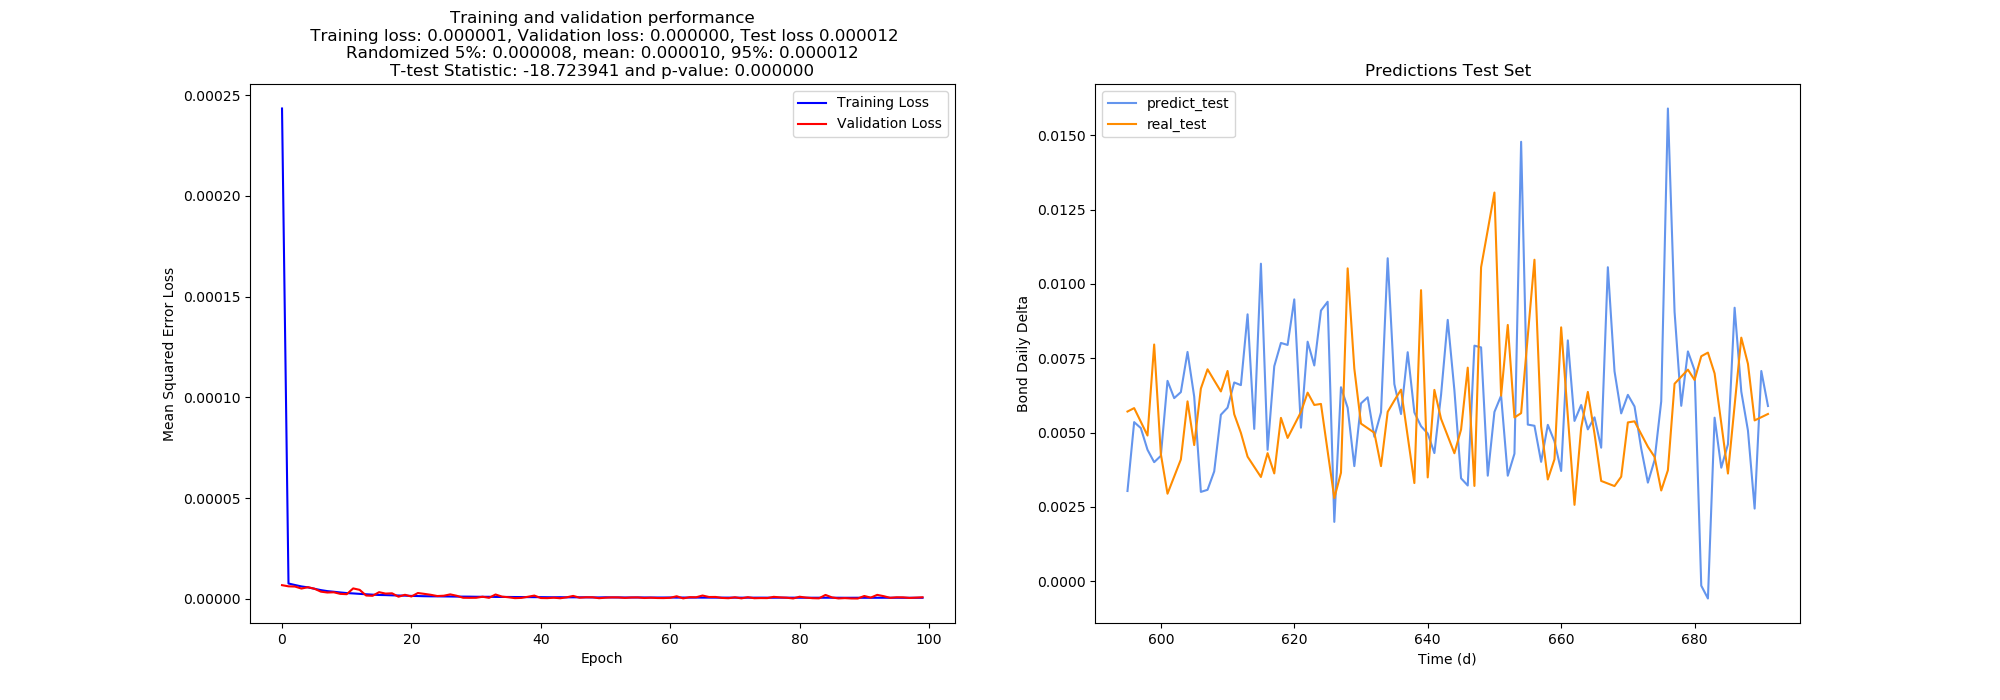 Training and validation performance
Training loss: 0.000001, Validation loss: 0.000000, Test loss 0.000012
Randomized 5%: 0.000008, mean: 0.000010, 95%: 0.000012
T-test Statistic: -18.723941 and p-value: 0.000000
Training Loss
Validation Loss
Mean Squared Error Loss
0.00025
0.00020
0.00015
0.00010
0.00005
0.00000
0
20
40
60
80
100
Epoch
Predictions Test Set
predict_test
real_test
Bond Daily Delta
0.0150
0.0125
0.0100
0.0075
0.0050
0.0025
0.0000
600
620
640
660
680
Time (d)